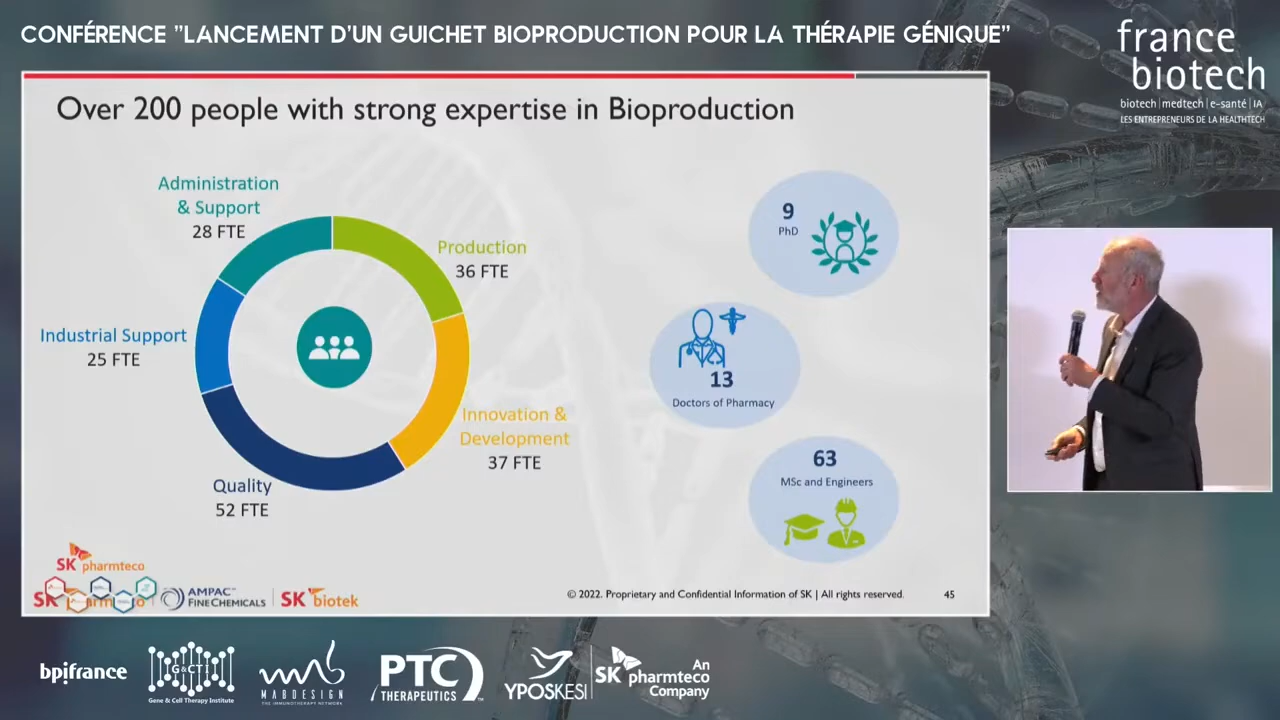 CONFÉRENCE "LANCEMENT D'UN GUICHET BIOPRODUCTION POUR LA THÉRAPIE GÉNIQUE"
france
biotech
biotech | medtech | e-santé | IA
LES ENTREPRENEURS DE LA HEALTHTECH
Over 200 people with strong expertise in Bioproduction
Administration
& Support
28 FTE
Production
36 FTE
Industrial Support
25 FTE
Innovation &
Development
37 FTE
Quality
52 FTE
9
PhD
13
Doctors of Pharmacy
63
MSc and Engineers
SK pharmteco
SK
AMPAC
FINE CHEMICALS
SK biotek
© 2022. Proprietary and Confidential Information of SK | All rights reserved.
45
bpifrance
G&CTI
Gene & Cell Therapy Institute
MABDESIGN
THE IMMUNOTHERAPY NETWORK
PTC
THERAPEUTICS
YPOSKESI
SK pharmteco
An
Company